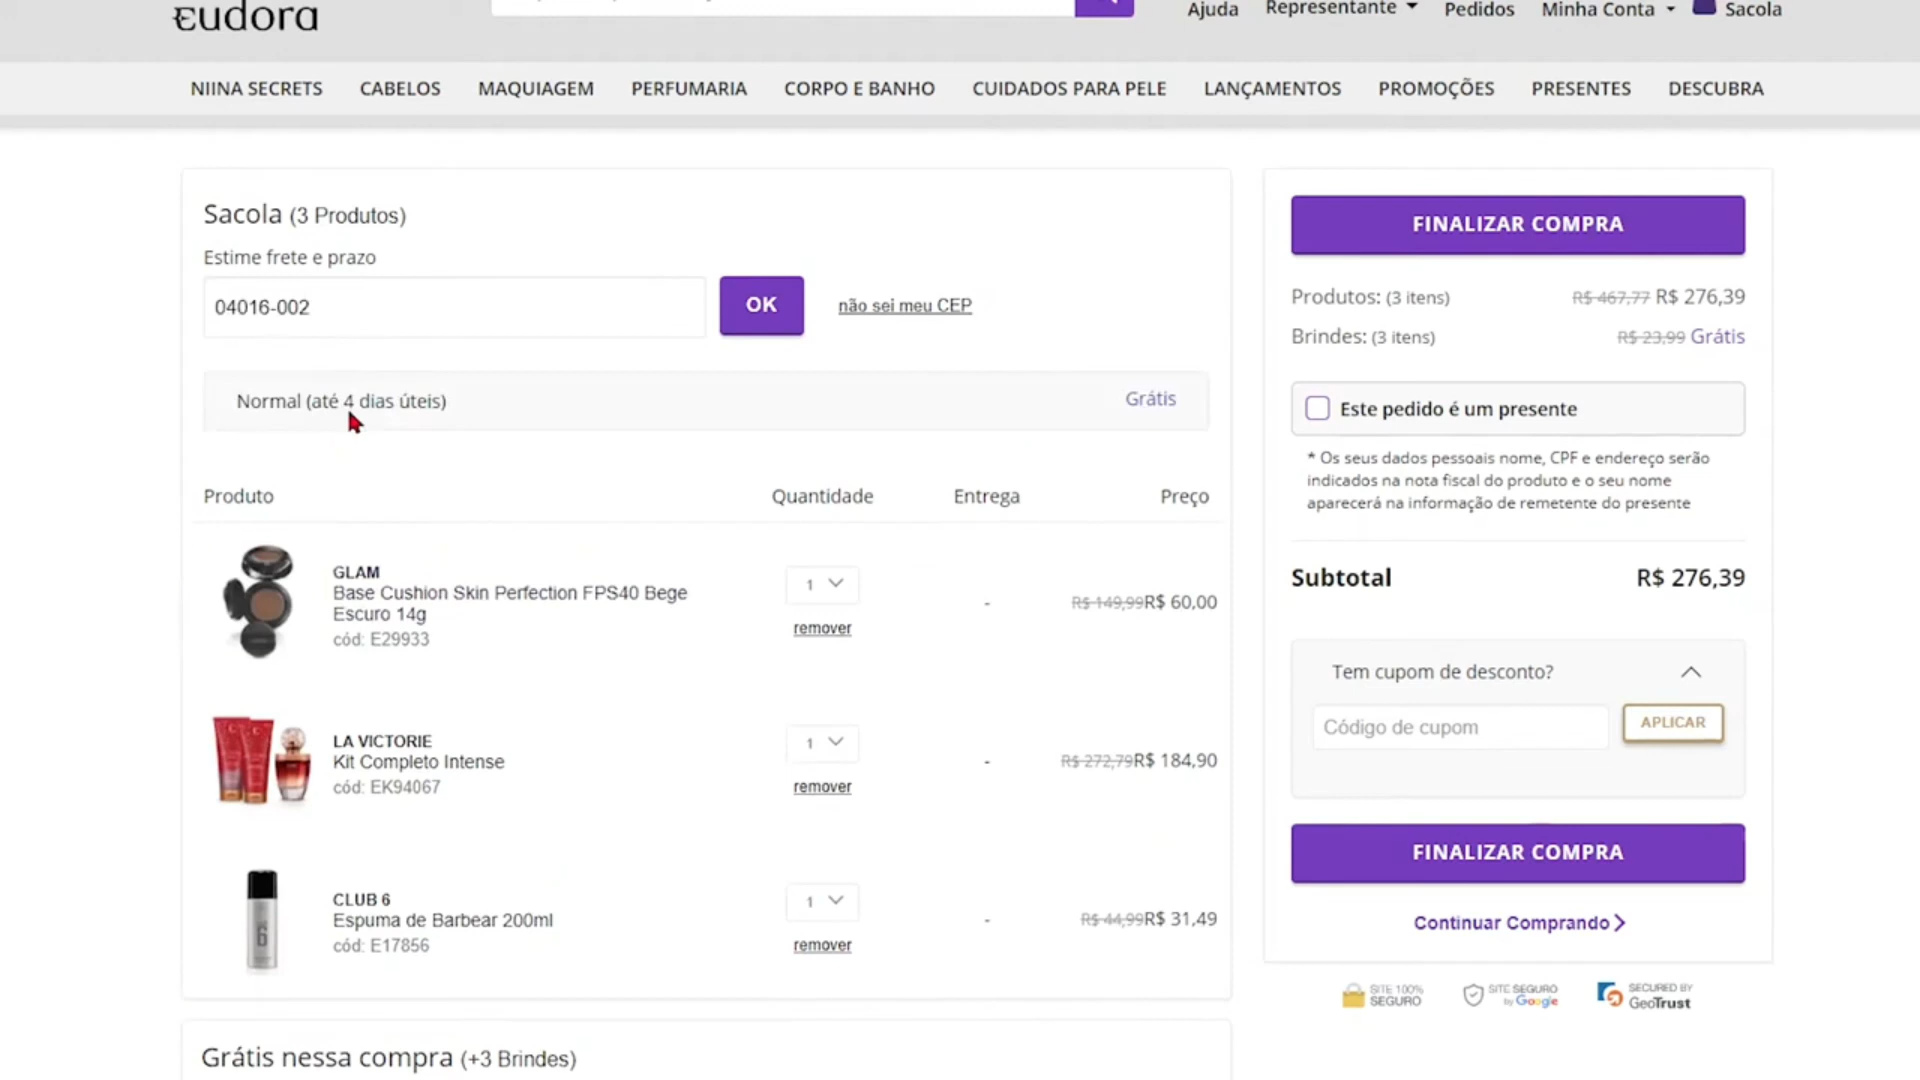 eudora
Ajuda
Representante
Pedidos
Minha Conta
Sacola
NIINA SECRETS
CABELOS
MAQUIAGEM
PERFUMARIA
CORPO E BANHO
CUIDADOS PARA PELE
LANÇAMENTOS
PROMOÇÕES
PRESENTES
DESCUBRA
Sacola (3 Produtos)
Estime frete e prazo
04016-002
OK
não sei meu CEP
Normal (até 4 dias úteis)
Grátis
Produto
Quantidade
Entrega
Preço
GLAM
Base Cushion Skin Perfection FPS40 Bege
Escuro 14g
cód: E29933
1
remover
-
R$ 149,99R$ 60,00
LA VICTORIE
Kit Completo Intense
cód: EK94067
1
remover
-
R$ 272,79R$ 184,90
CLUB 6
Espuma de Barbear 200ml
cód: E17856
1
remover
-
R$ 44,99R$ 31,49
Grátis nessa compra (+3 Brindes)
FINALIZAR COMPRA
Produtos: (3 itens)
R$ 467,77 R$ 276,39
Brindes: (3 itens)
R$ 23,99 Grátis
Este pedido é um presente
* Os seus dados pessoais nome, CPF e endereço serão
indicados na nota fiscal do produto e o seu nome
aparecerá na informação de remetente do presente
Subtotal
R$ 276,39
Tem cupom de desconto?
Código de cupom
APLICAR
FINALIZAR COMPRA
Continuar Comprando
SITE 100%
SEGURO
SITE SEGURO
by Google
SECURED BY
GeoTrust